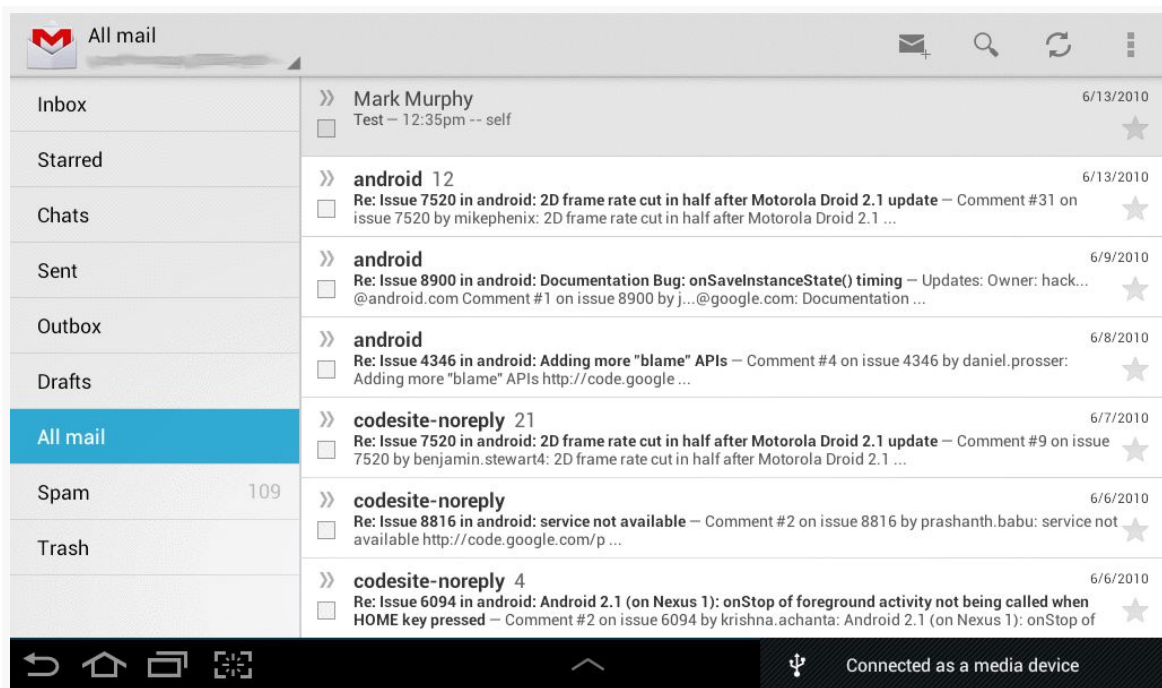 All mail
Inbox
Starred
Chats
Sent
Outbox
Drafts
All mail
Spam 109
Trash
Mark Murphy 6/13/2010
Test – 12:35pm -- self
android 12 6/13/2010
Re: Issue 7520 in android: 2D frame rate cut in half after Motorola Droid 2.1 update – Comment #31 on
issue 7520 by mikephenix: 2D frame rate cut in half after Motorola Droid 2.1 ...
android 6/9/2010
Re: Issue 8900 in android: Documentation Bug: onSaveInstanceState() timing – Updates: Owner: hack...
@android.com Comment #1 on issue 8900 by j...@google.com: Documentation ...
android 6/8/2010
Re: Issue 4346 in android: Adding more "blame" APIs – Comment #4 on issue 4346 by daniel.prosser:
Adding more "blame" APIs http://code.google ...
codesite-noreply 21 6/7/2010
Re: Issue 7520 in android: 2D frame rate cut in half after Motorola Droid 2.1 update – Comment #9 on issue
7520 by benjamin.stewart4: 2D frame rate cut in half after Motorola Droid 2.1 ...
codesite-noreply 6/6/2010
Re: Issue 8816 in android: service not available – Comment #2 on issue 8816 by prashanth.babu: service not
available http://code.google.com/p ...
codesite-noreply 4 6/6/2010
Re: Issue 6094 in android: Android 2.1 (on Nexus 1): onStop of foreground activity not being called when
HOME key pressed – Comment #2 on issue 6094 by krishna.achanta: Android 2.1 (on Nexus 1): onStop of
Connected as a media device